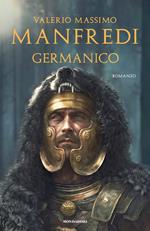 VALERIO MASSIMO
MANFREDI
GERMANICO
ROMANZO
MONDADORI